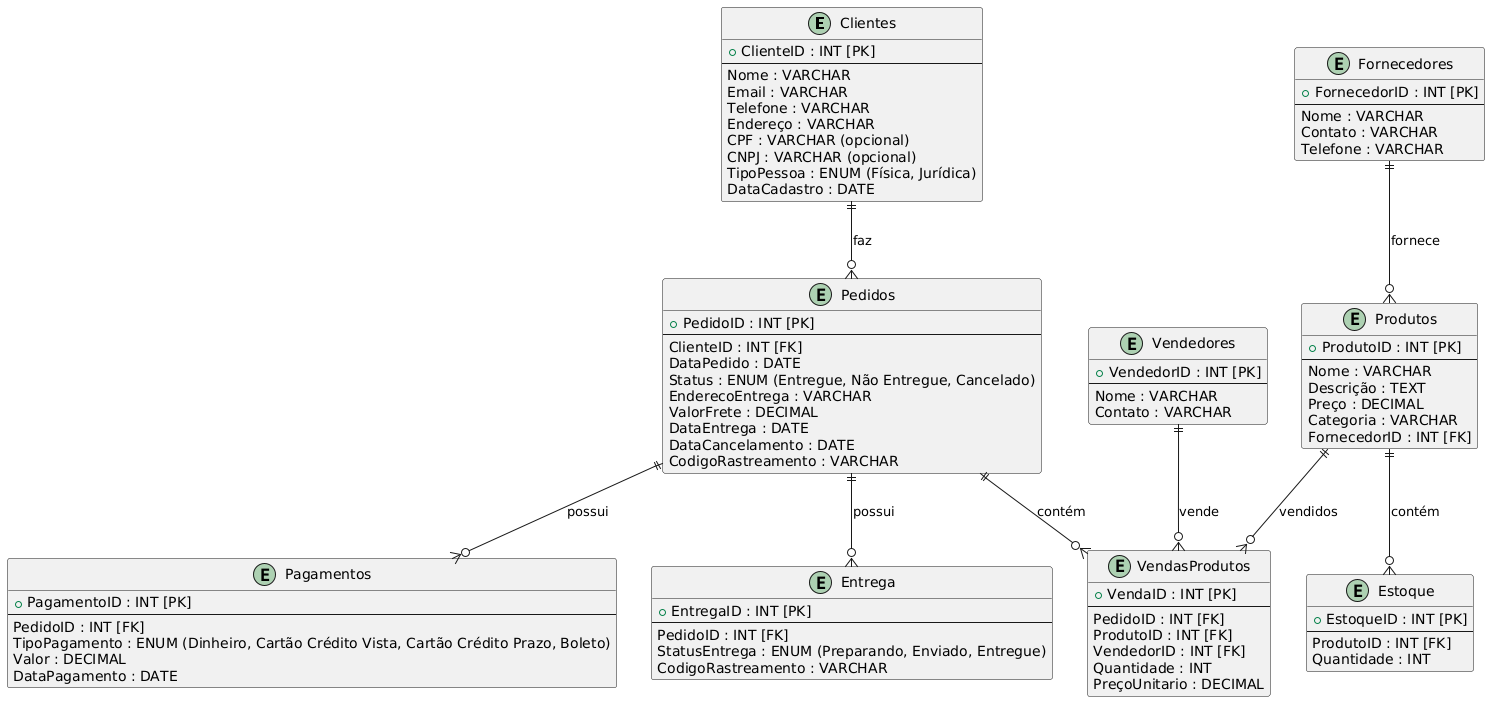 E Clientes
ClienteID : INT [PK]
Nome : VARCHAR
Email : VARCHAR
Telefone : VARCHAR
Endereço : VARCHAR
CPF : VARCHAR (opcional)
CNPJ : VARCHAR (opcional)
TipoPessoa : ENUM (Física, Jurídica)
DataCadastro : DATE
E Fornecedores
FornecedorID : INT [PK]
Nome : VARCHAR
Contato : VARCHAR
Telefone : VARCHAR
faz
fornece
E Pedidos
PedidoID : INT [PK]
ClienteID : INT [FK]
DataPedido : DATE
Status : ENUM (Entregue, Não Entregue, Cancelado)
EnderecoEntrega : VARCHAR
ValorFrete : DECIMAL
DataEntrega : DATE
DataCancelamento : DATE
CodigoRastreamento : VARCHAR
E Vendedores
VendedorID : INT [PK]
Nome : VARCHAR
Contato : VARCHAR
E Produtos
ProdutoID : INT [PK]
Nome : VARCHAR
Descrição : TEXT
Preço : DECIMAL
Categoria : VARCHAR
FornecedorID : INT [FK]
possui
possui
contém
vende
vendidos
contém
E Pagamentos
PagamentoID : INT [PK]
PedidoID : INT [FK]
TipoPagamento : ENUM (Dinheiro, Cartão Crédito Vista, Cartão Crédito Prazo, Boleto)
Valor : DECIMAL
DataPagamento : DATE
E Entrega
EntregaID : INT [PK]
PedidoID : INT [FK]
StatusEntrega : ENUM (Preparando, Enviado, Entregue)
CodigoRastreamento : VARCHAR
E VendasProdutos
VendaID : INT [PK]
PedidoID : INT [FK]
ProdutoID : INT [FK]
VendedorID : INT [FK]
Quantidade : INT
PreçoUnitario : DECIMAL
E Estoque
EstoqueID : INT [PK]
ProdutoID : INT [FK]
Quantidade : INT